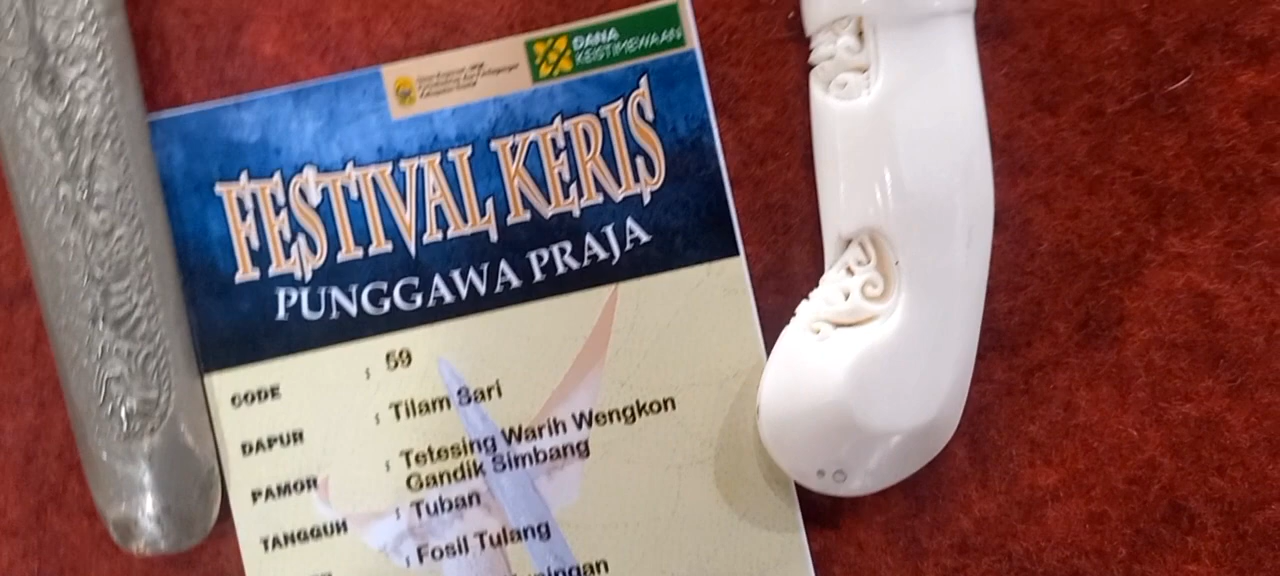 DANA
KEISTIMEWAAN
FESTIVAL KERIS
PUNGGAWA PRAJA
CODE : 59
DAPUR : Tilam Sari
PAMOR : Tetesing Warih Wengkon
Gandik Simbang
TANGGUH : Tuban
: Fosil Tulang